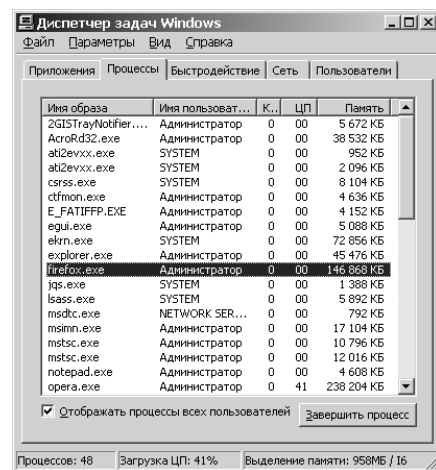 Диспетчер задач Windows
Файл Параметры Вид Справка
Приложения Процессы Быстродействие Сеть Пользователи
Имя образа Имя пользоват... К.. ЦП Память
2GISTrayNotifier.... Администратор 0 00 5 672 КБ
AcroRd32.exe Администратор 0 00 38 532 КБ
ati2evxx.exe SYSTEM 0 00 952 КБ
ati2evxx.exe SYSTEM 0 00 2 096 КБ
csrss.exe SYSTEM 0 00 8 104 КБ
ctfmon.exe Администратор 0 00 4 636 КБ
E_FATIFFP.EXE Администратор 0 00 4 152 КБ
egui.exe Администратор 0 00 5 088 КБ
ekrn.exe SYSTEM 0 00 72 856 КБ
explorer.exe Администратор 0 00 45 476 КБ
firefox.exe Администратор 0 00 146 868 КБ
jqs.exe SYSTEM 0 00 1 388 КБ
lsass.exe SYSTEM 0 00 5 892 КБ
msdtc.exe NETWORK SER... 0 00 792 КБ
msimn.exe Администратор 0 00 17 104 КБ
mstsc.exe Администратор 0 00 10 796 КБ
mstsc.exe Администратор 0 00 12 016 КБ
notepad.exe Администратор 0 00 4 608 КБ
opera.exe Администратор 0 41 238 204 КБ
Отображать процессы всех пользователей Завершить процесс
Процессов: 48 Загрузка ЦП: 41% Выделение памяти: 958МБ / 16